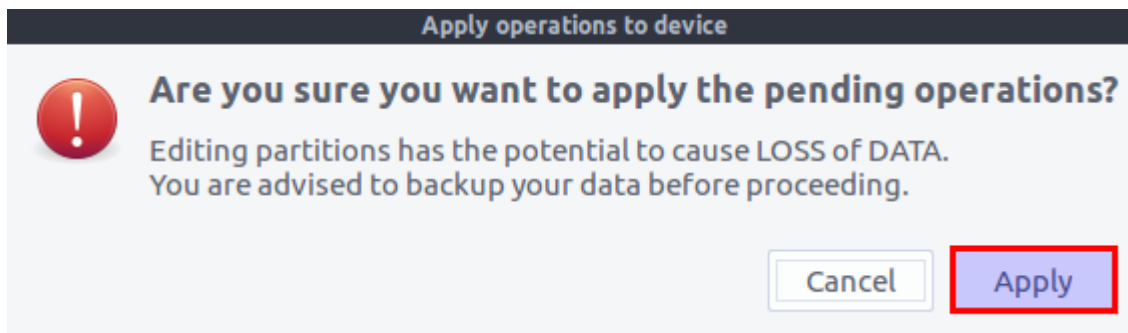 Apply operations to device
Are you sure you want to apply the pending operations?
Editing partitions has the potential to cause LOSS of DATA.
You are advised to backup your data before proceeding.
Cancel Apply